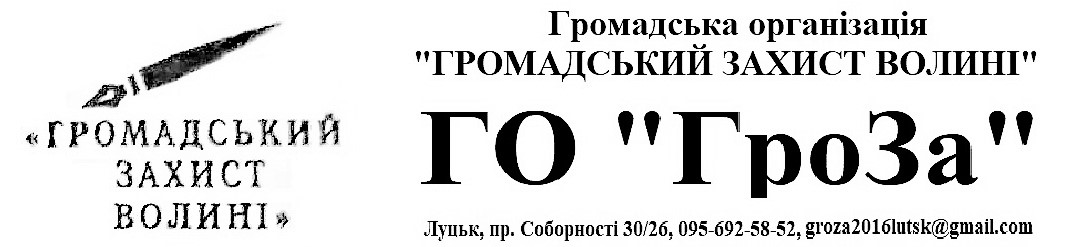 «ГРОМАДСЬКИЙ
ЗАХИСТ
ВОЛИНІ»
Громадська організація
"ГРОМАДСЬКИЙ ЗАХИСТ ВОЛИНІ"
ГО "ГроЗа"
Луцьк, пр. Соборності 30/26, 095-692-58-52, groza2016lutsk@gmail.com